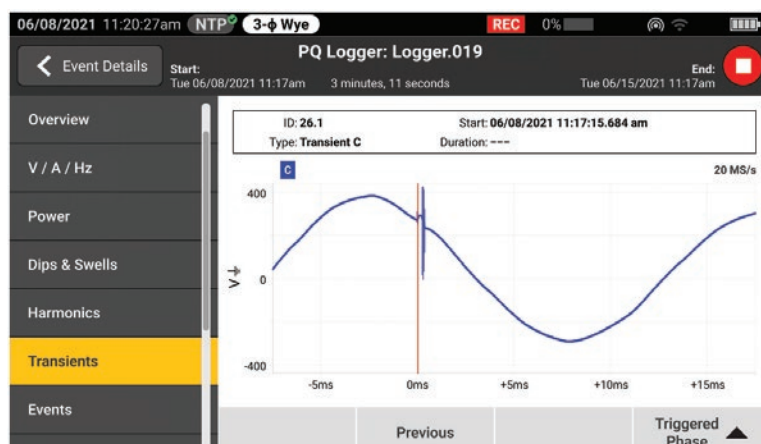 06/08/2021 11:20:27am NTP 3-ϕ Wye REC 0%
PQ Logger: Logger.019
Event Details
Start:
Tue 06/08/2021 11:17am
3 minutes, 11 seconds
End:
Tue 06/15/2021 11:17am
Overview
V / A / Hz
Power
Dips & Swells
Harmonics
Transients
Events
ID: 26.1 Start: 06/08/2021 11:17:15.684 am
Type: Transient C Duration: ---
C 20 MS/s
400
V
0
-400
-5ms 0ms +5ms +10ms +15ms
Previous
Triggered
Phase